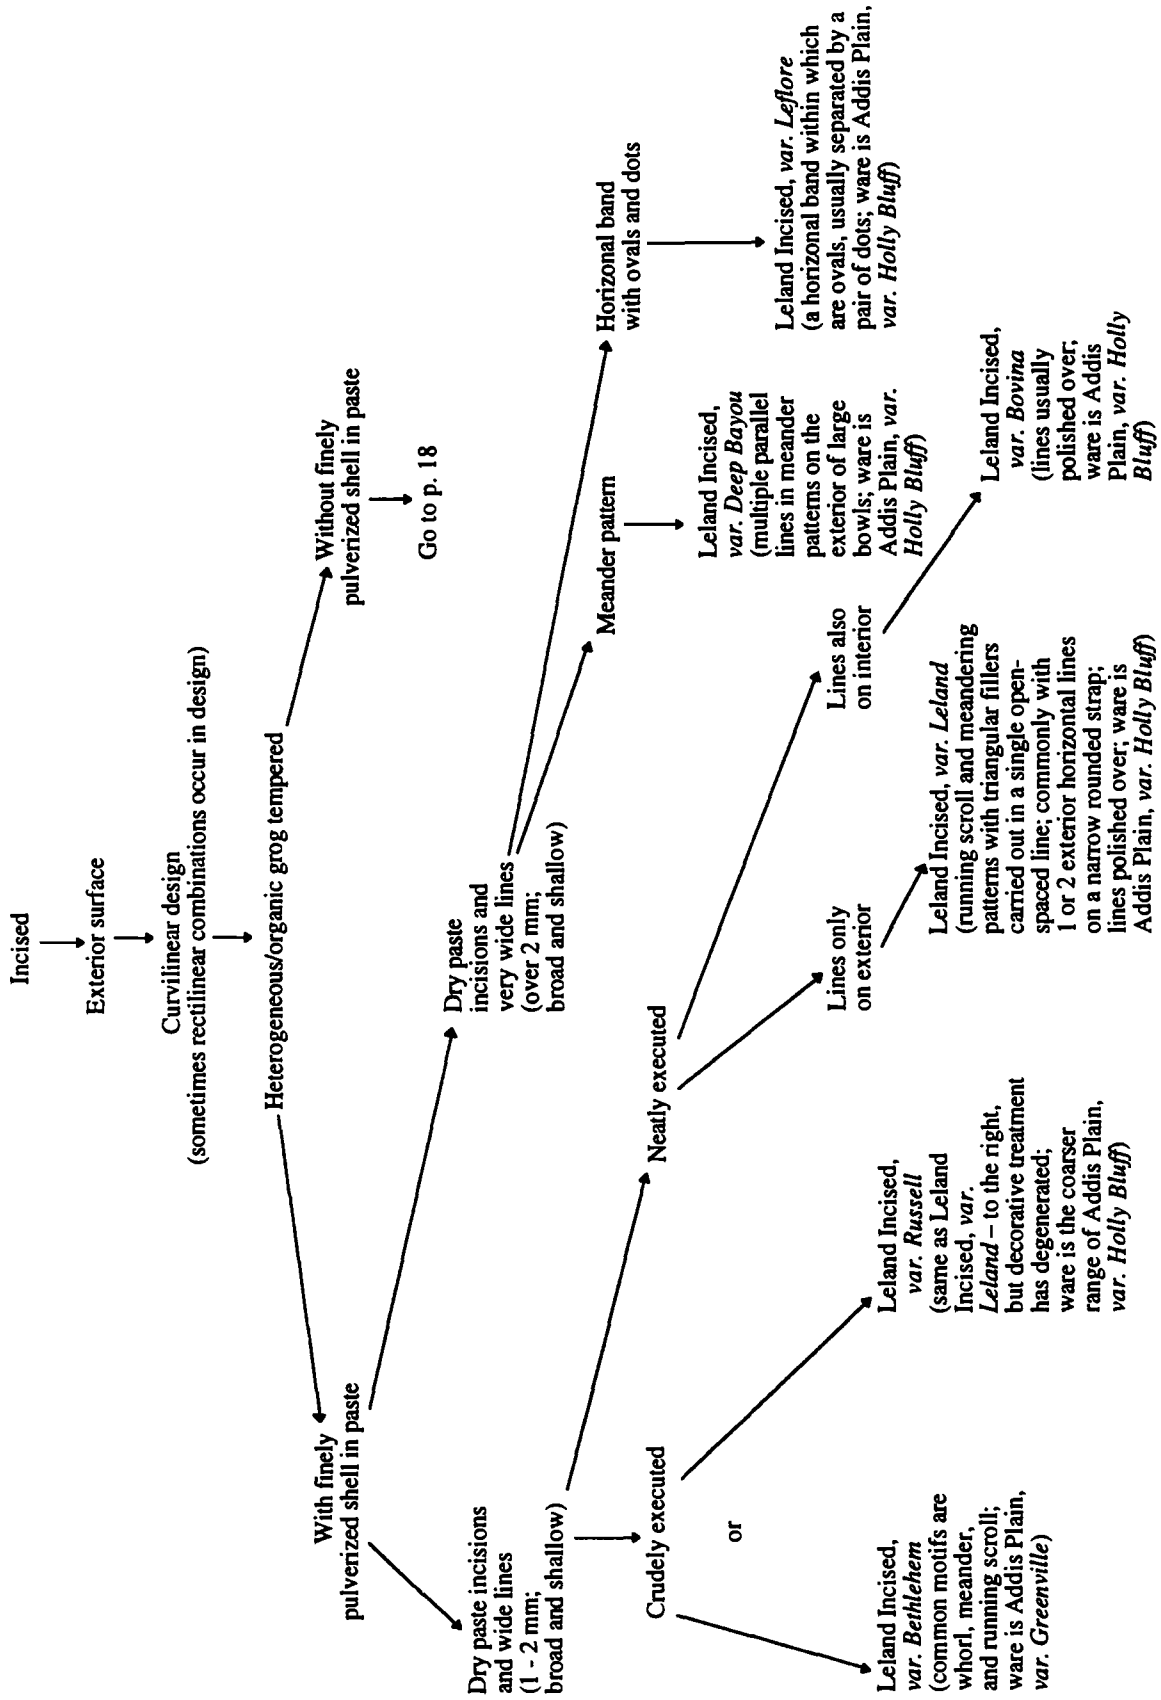 Incised
Exterior surface
Curvilinear design
(sometimes rectilinear combinations occur in design)
Heterogeneous/organic grog tempered
With finely
pulverized shell in paste
Without finely
pulverized shell in paste
Go to p. 18
Dry paste incisions
and wide lines
(1 - 2 mm;
broad and shallow)
Dry paste
incisions and
very wide lines
(over 2 mm;
broad and shallow)
Crudely executed
or
Neatly executed
Meander pattern
Horizonal band
with ovals and dots
Lines only
on exterior
Lines also
on interior
Leland Incised,
var. Bethlehem
(common motifs are
whorl, meander,
and running scroll;
ware is Addis Plain,
var. Greenville)
Leland Incised,
var. Russell
(same as Leland
Incised, var.
Leland – to the right,
but decorative treatment
has degenerated;
ware is the coarser
range of Addis Plain,
var. Holly Bluff)
Leland Incised, var. Leland
(running scroll and meandering
patterns with triangular fillers
carried out in a single open-
spaced line; commonly with
1 or 2 exterior horizontal lines
on a narrow rounded strap;
lines polished over; ware is
Addis Plain, var. Holly Bluff)
Leland Incised,
var. Bovina
(lines usually
polished over;
ware is Addis
Plain, var. Holly
Bluff)
Leland Incised,
var. Deep Bayou
(multiple parallel
lines in meander
patterns on the
exterior of large
bowls; ware is
Addis Plain, var.
Holly Bluff)
Leland Incised, var. Leflore
(a horizonal band within which
are ovals, usually separated by a
pair of dots; ware is Addis Plain,
var. Holly Bluff)